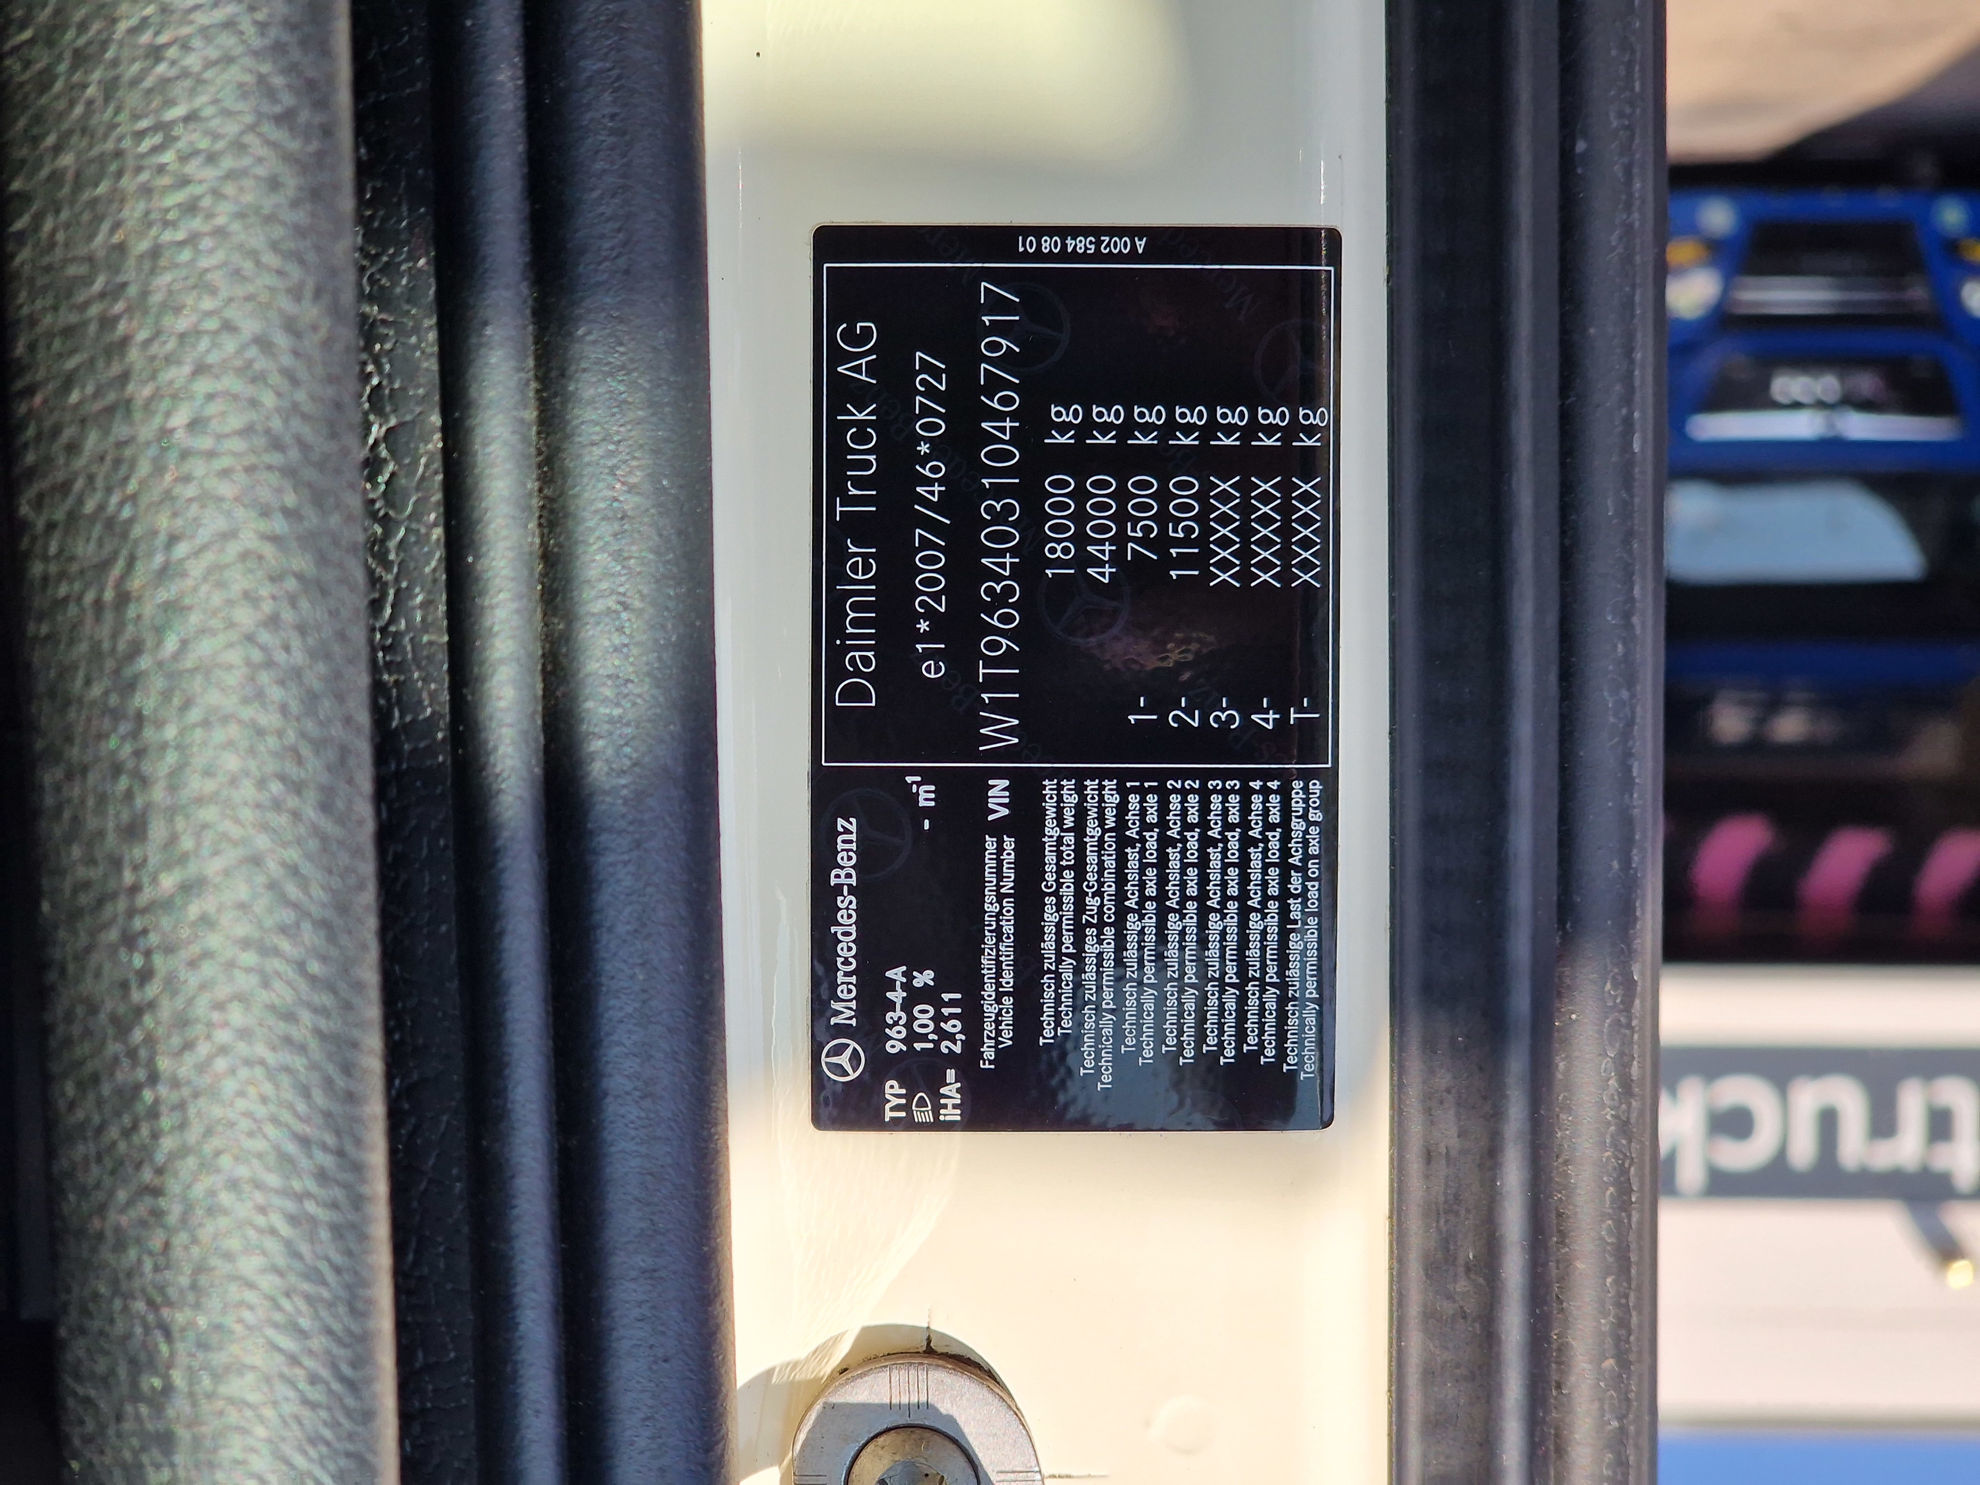 Mercedes-Benz
Daimler Truck AG
TYP 963-4-A
1,00 % - m-1
e1*2007/46*0727
iHA= 2,611
Fahrzeugidentifizierungsnummer
Vehicle Identification Number
VIN
W1T96340310467917
Technisch zulässiges Gesamtgewicht
Technically permissible total weight
18000 kg
Technisch zulässiges Zug-Gesamtgewicht
Technically permissible combination weight
44000 kg
Technisch zulässige Achslast, Achse 1
Technically permissible axle load, axle 1
1- 7500 kg
Technisch zulässige Achslast, Achse 2
Technically permissible axle load, axle 2
2- 11500 kg
Technisch zulässige Achslast, Achse 3
Technically permissible axle load, axle 3
3- XXXXX kg
Technisch zulässige Achslast, Achse 4
Technically permissible axle load, axle 4
4- XXXXX kg
Technisch zulässige Last der Achsgruppe
Technically permissible load on axle group
T- XXXXX kg
A 002 584 08 01
truck